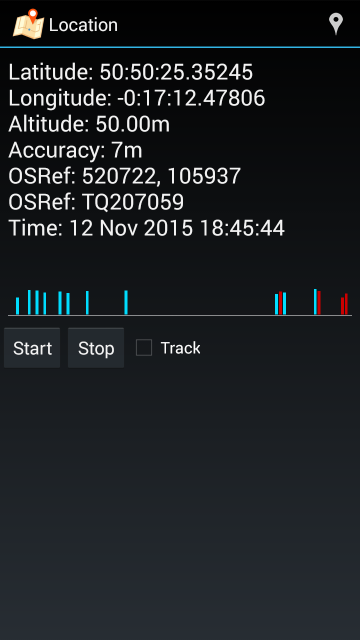 Location
Latitude: 50:50:25.35245
Longitude: -0:17:12.47806
Altitude: 50.00m
Accuracy: 7m
OSRef: 520722, 105937
OSRef: TQ207059
Time: 12 Nov 2015 18:45:44
Start Stop Track